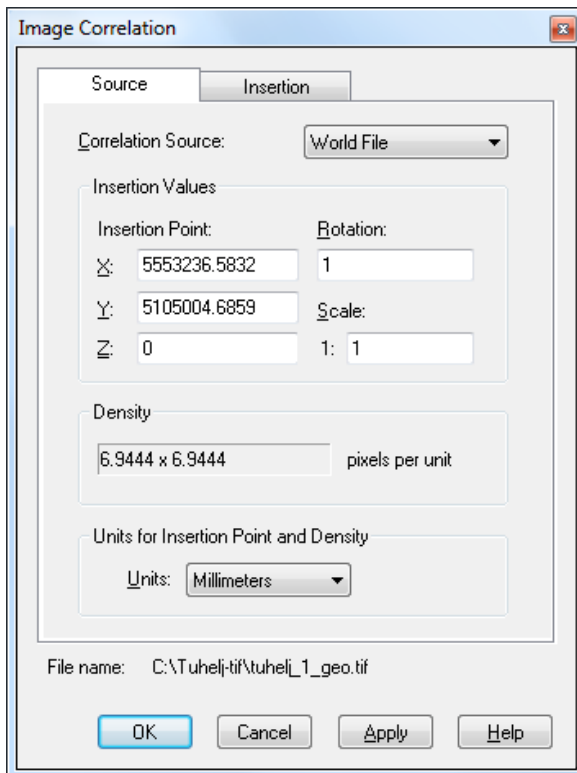 Image Correlation
Source Insertion
Correlation Source: World File
Insertion Values
Insertion Point: Rotation:
X: 5553236.5832 1
Y: 5105004.6859 Scale:
Z: 0 1: 1
Density
6.9444 x 6.9444 pixels per unit
Units for Insertion Point and Density
Units: Millimeters
File name: C:\Tuhelj-tif\tuhelj_1_geo.tif
OK Cancel Apply Help